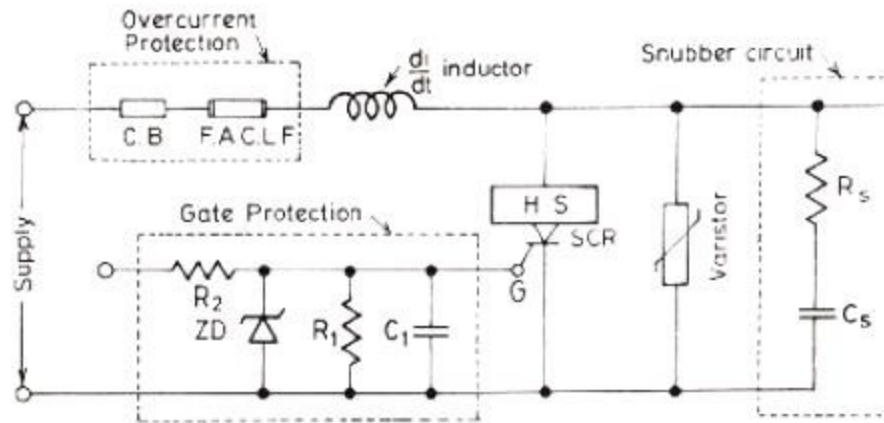 Overcurrent
Protection
di/dt inductor
Snubber circuit
C.B
F.A.C.L.F
Gate Protection
H S
SCR
Varistor
Rs
Cs
Supply
R2
ZD
R1
C1
G